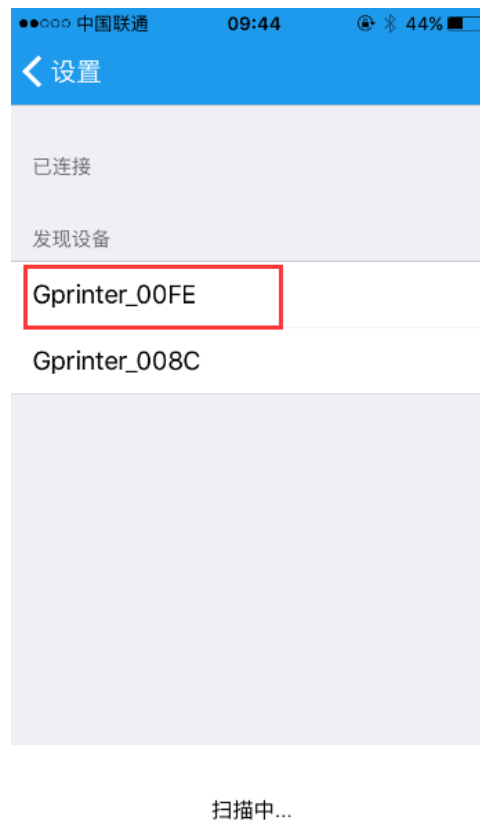 中国联通 09:44 44%
设置
已连接
发现设备
Gprinter_00FE
Gprinter_008C
扫描中...